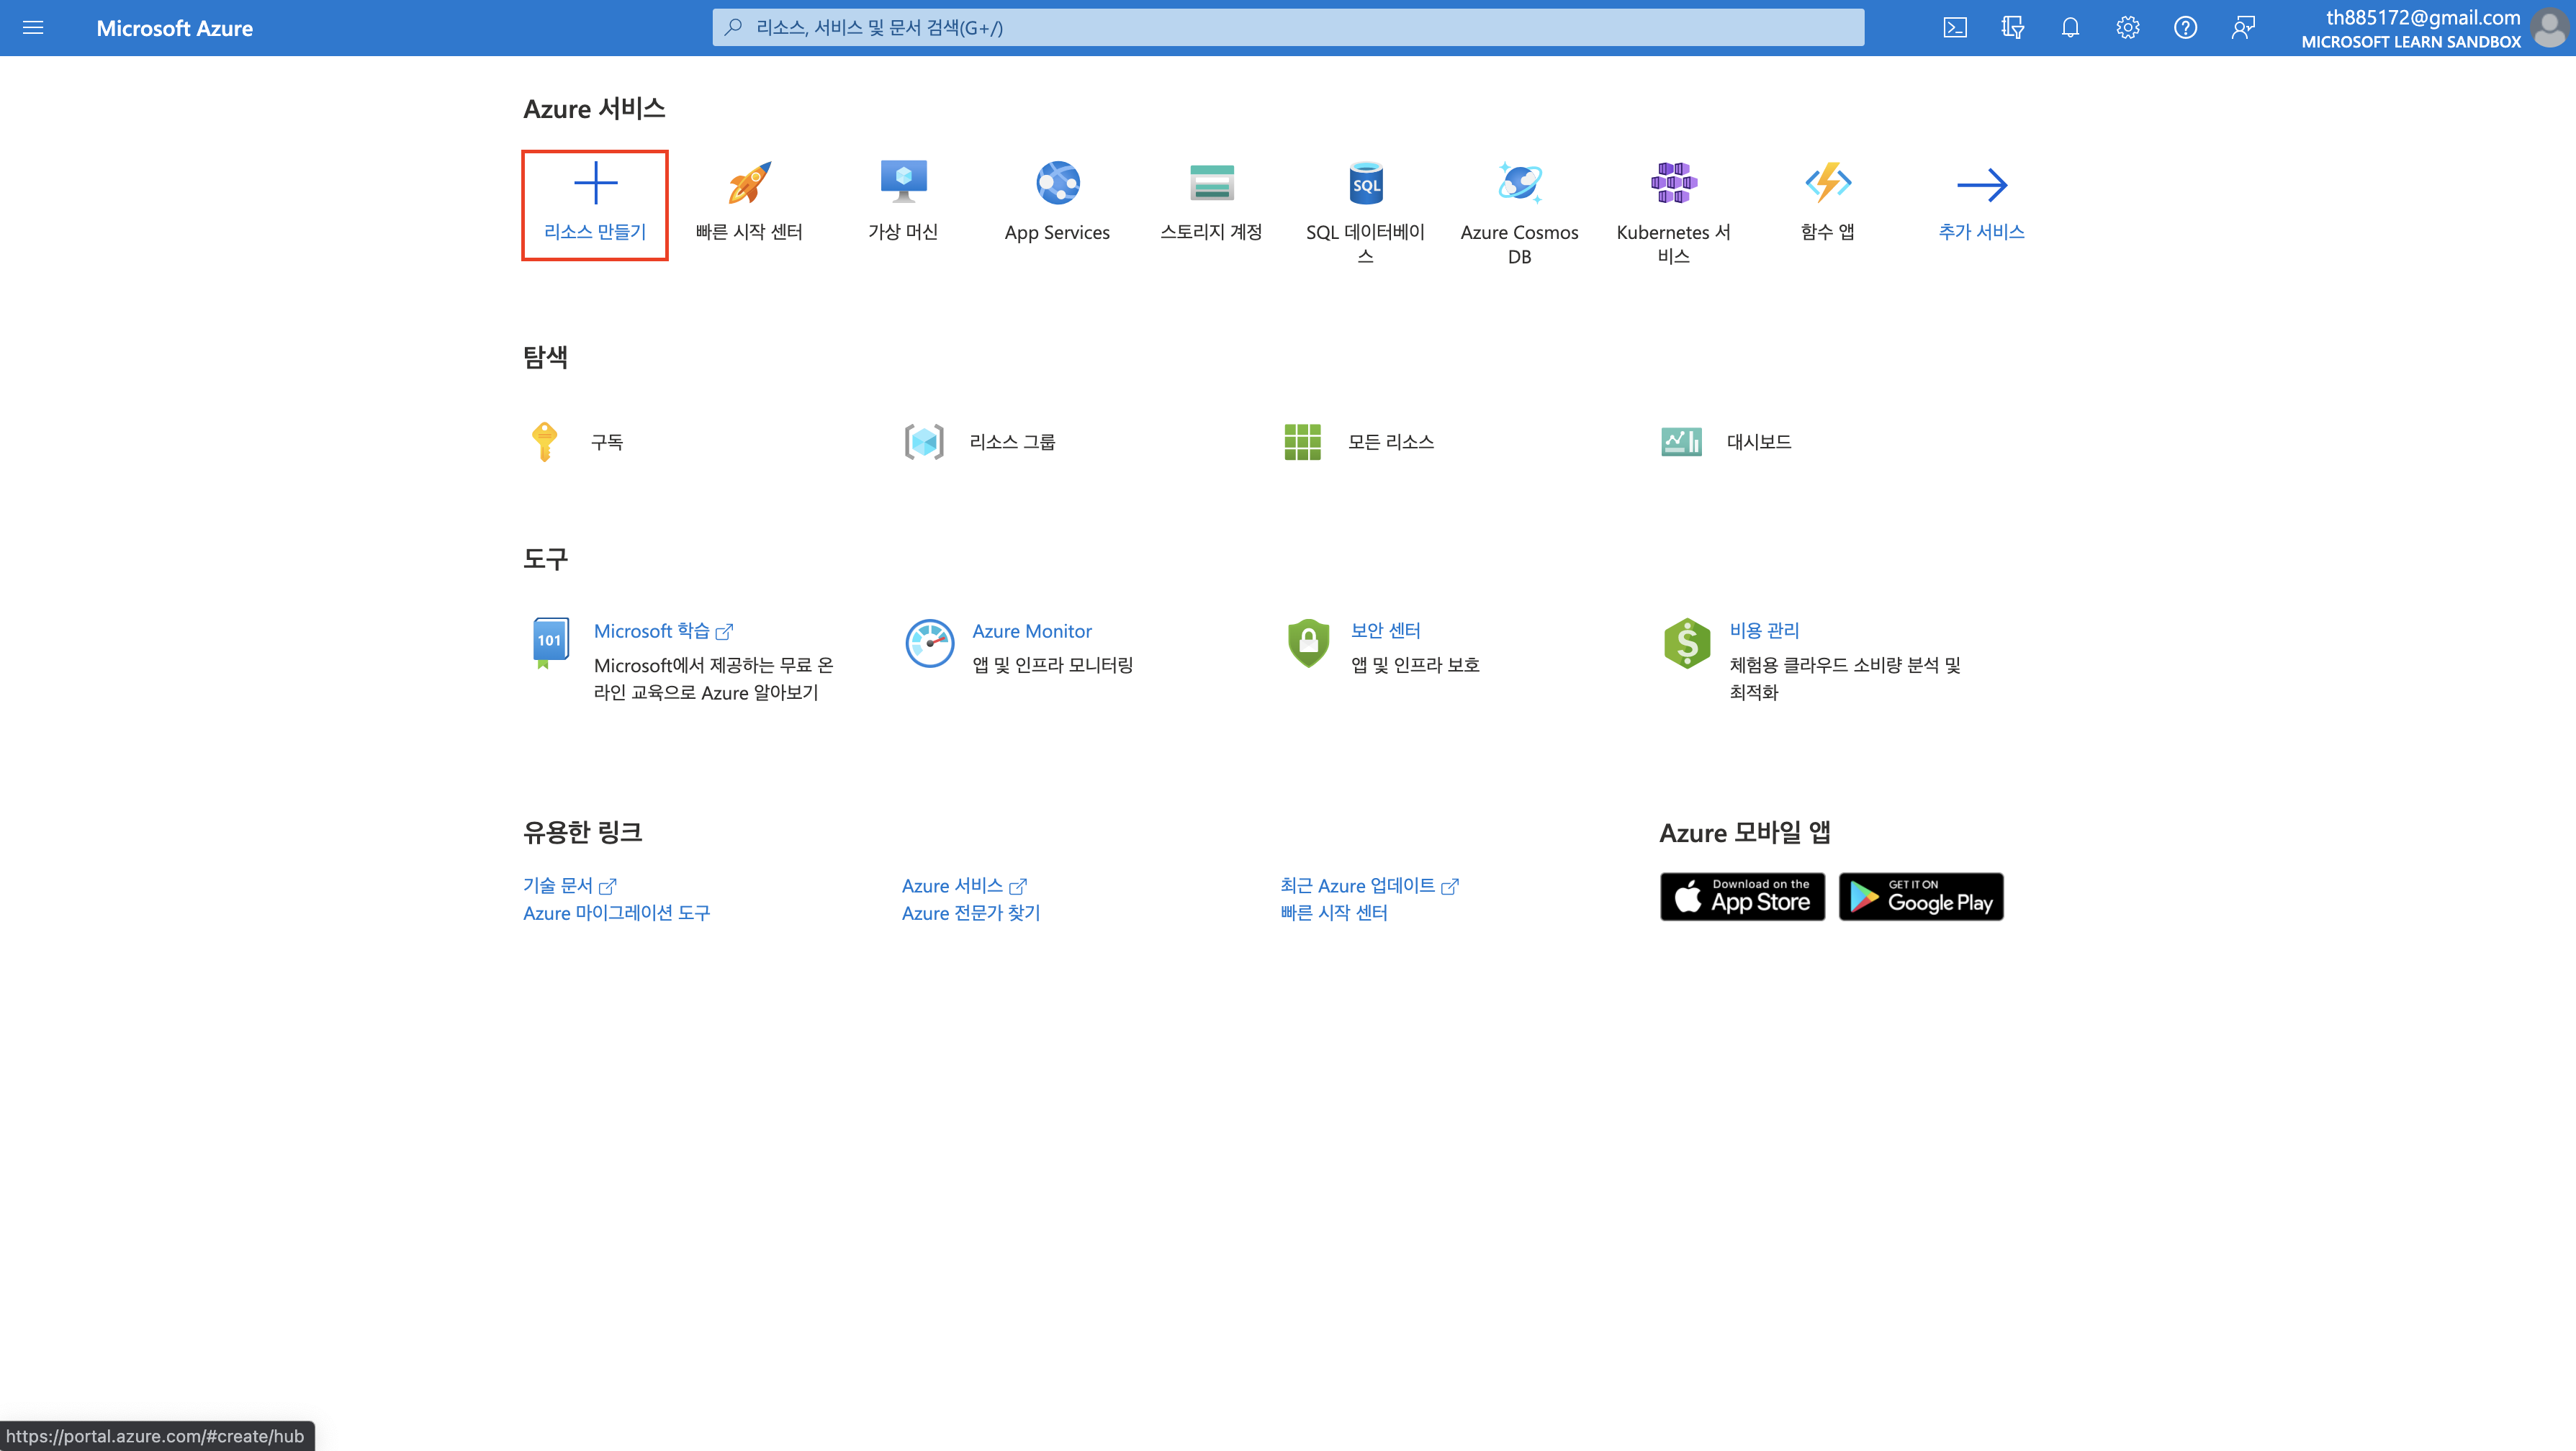 Microsoft Azure
리소스, 서비스 및 문서 검색(G+/)
th885172@gmail.com
MICROSOFT LEARN SANDBOX
Azure 서비스
리소스 만들기
빠른 시작 센터
가상 머신
App Services
스토리지 계정
SQL
SQL 데이터베이
스
Azure Cosmos
DB
Kubernetes 서
비스
함수 앱
추가 서비스
탐색
구독
리소스 그룹
모든 리소스
대시보드
도구
101
Microsoft 학습
Microsoft에서 제공하는 무료 온
라인 교육으로 Azure 알아보기
Azure Monitor
앱 및 인프라 모니터링
보안 센터
앱 및 인프라 보호
비용 관리
체험용 클라우드 소비량 분석 및
최적화
유용한 링크
기술 문서
Azure 마이그레이션 도구
Azure 서비스
Azure 전문가 찾기
최근 Azure 업데이트
빠른 시작 센터
Azure 모바일 앱
Download on the
App Store
GET IT ON
Google Play
https://portal.azure.com/#create/hub